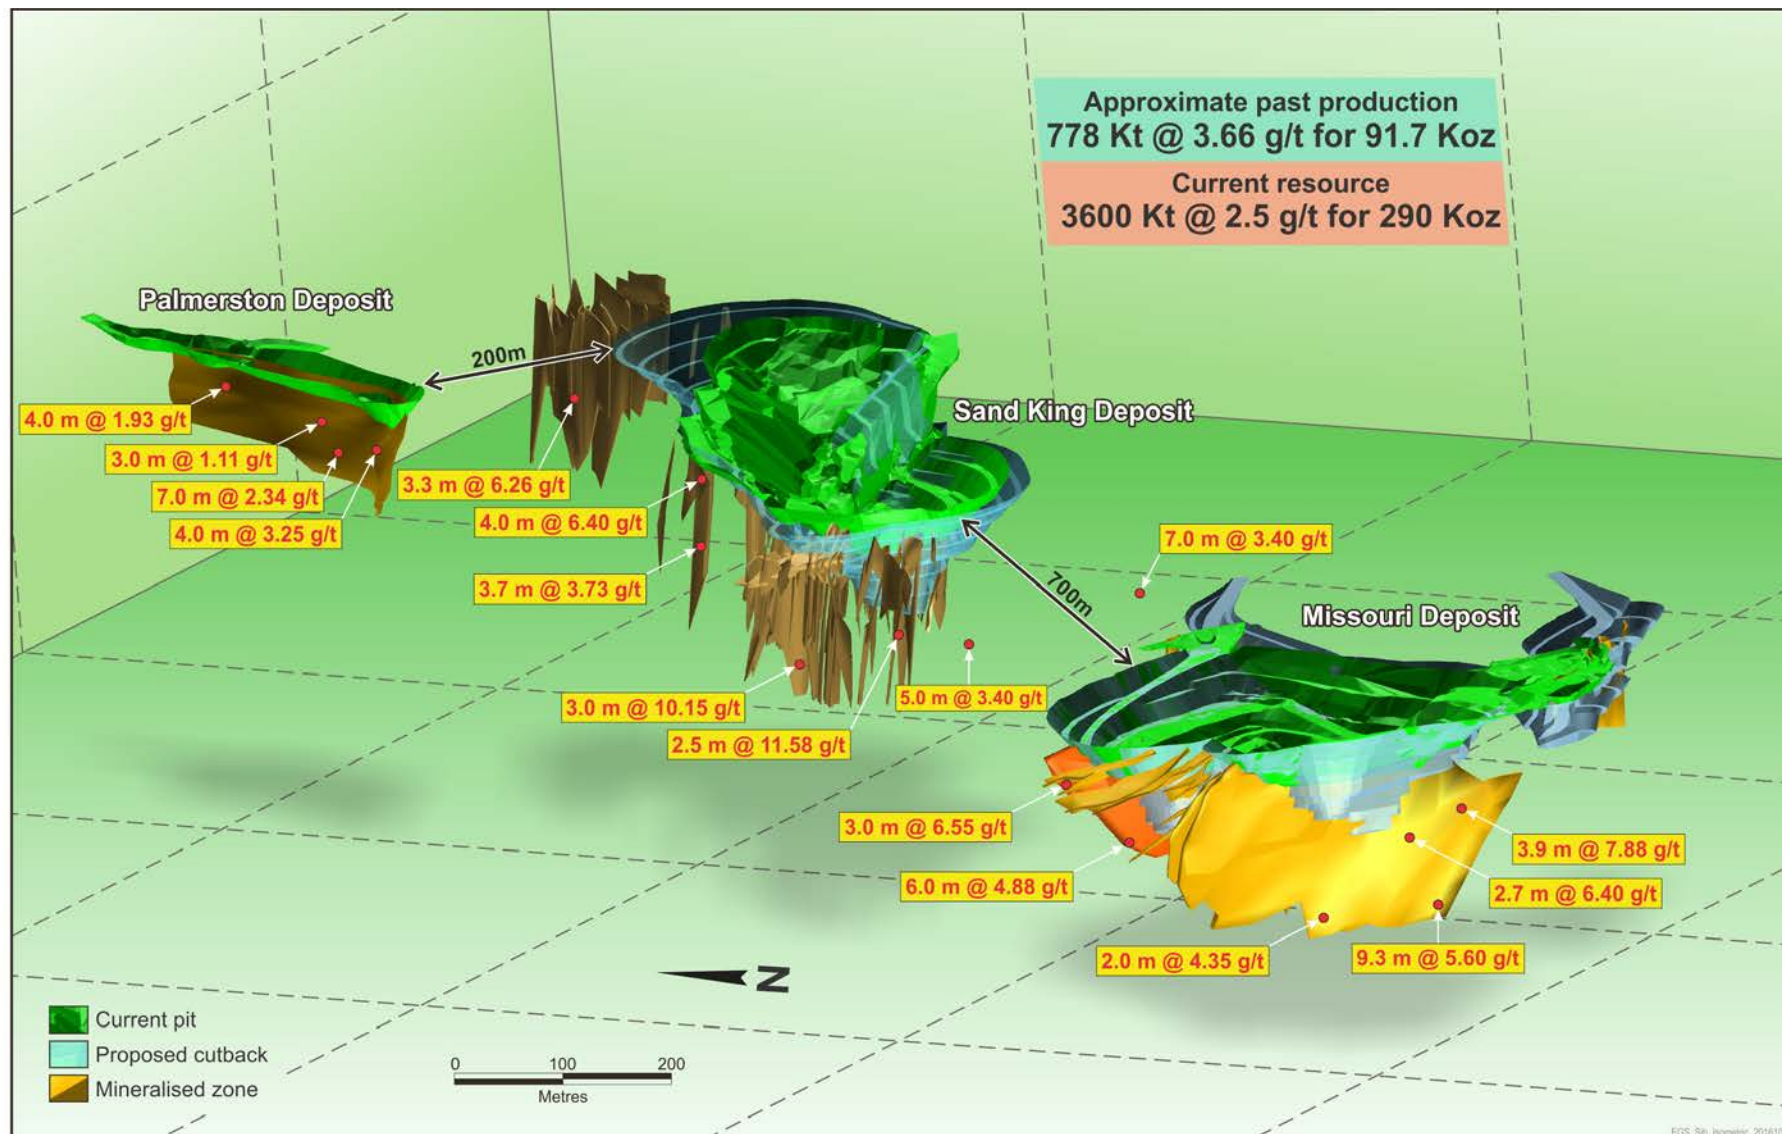 Approximate past production
778 Kt @ 3.66 g/t for 91.7 Koz
Current resource
3600 Kt @ 2.5 g/t for 290 Koz
Palmerston Deposit
200m
Sand King Deposit
4.0 m @ 1.93 g/t
3.0 m @ 1.11 g/t
7.0 m @ 2.34 g/t
4.0 m @ 3.25 g/t
3.3 m @ 6.26 g/t
4.0 m @ 6.40 g/t
3.7 m @ 3.73 g/t
3.0 m @ 10.15 g/t
2.5 m @ 11.58 g/t
5.0 m @ 3.40 g/t
7.0 m @ 3.40 g/t
700m
Missouri Deposit
3.0 m @ 6.55 g/t
6.0 m @ 4.88 g/t
2.0 m @ 4.35 g/t
9.3 m @ 5.60 g/t
2.7 m @ 6.40 g/t
3.9 m @ 7.88 g/t
N
Current pit
Proposed cutback
Mineralised zone
0 100 200
Metres